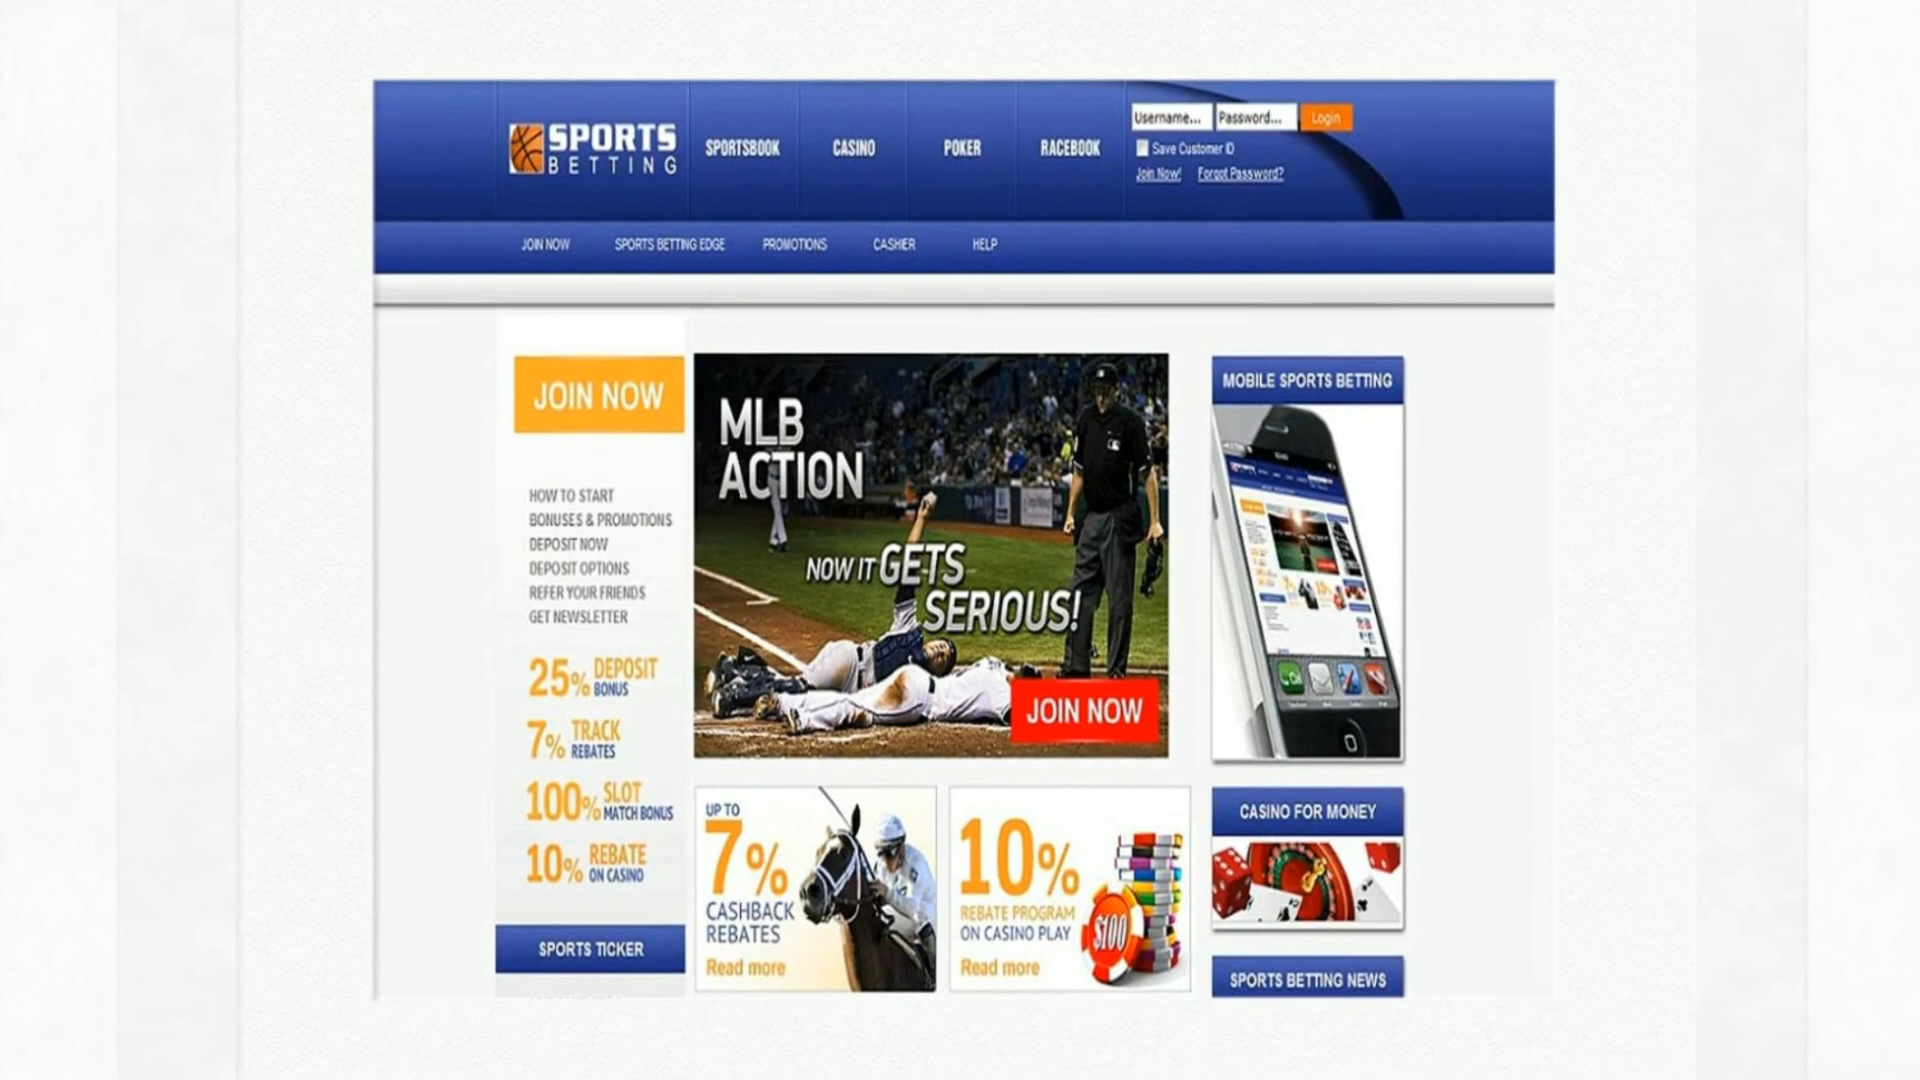 SPORTS
BETTING
SPORTSBOOK
CASINO
POKER
RACEBOOK
Username...
Password...
Login
Save Customer ID
Join Now!
Forgot Password?
JOIN NOW
SPORTS BETTING EDGE
PROMOTIONS
CASHIER
HELP
JOIN NOW
HOW TO START
BONUSES & PROMOTIONS
DEPOSIT NOW
DEPOSIT OPTIONS
REFER YOUR FRIENDS
GET NEWSLETTER
25% DEPOSIT
BONUS
7% TRACK
REBATES
100% SLOT
MATCH BONUS
10% REBATE
ON CASINO
SPORTS TICKER
MLB
ACTION
NOW IT GETS
SERIOUS!
JOIN NOW
UP TO
7%
CASHBACK
REBATES
Read more
10%
REBATE PROGRAM
ON CASINO PLAY
Read more
$100
MOBILE SPORTS BETTING
CASINO FOR MONEY
SPORTS BETTING NEWS